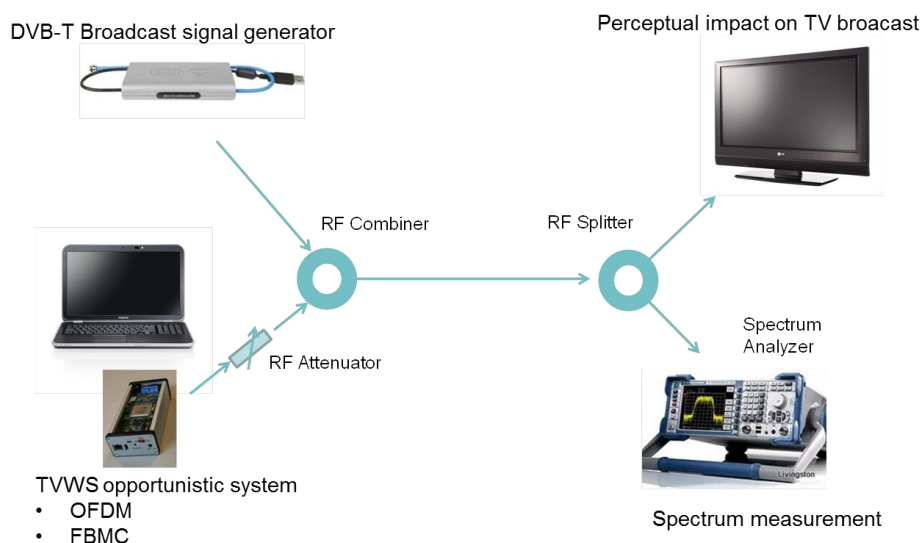 DVB-T Broadcast signal generator
Perceptual impact on TV broacast
RF Combiner
RF Splitter
RF Attenuator
Spectrum
Analyzer
Livingston
TVWS opportunistic system
• OFDM
• FBMC
Spectrum measurement